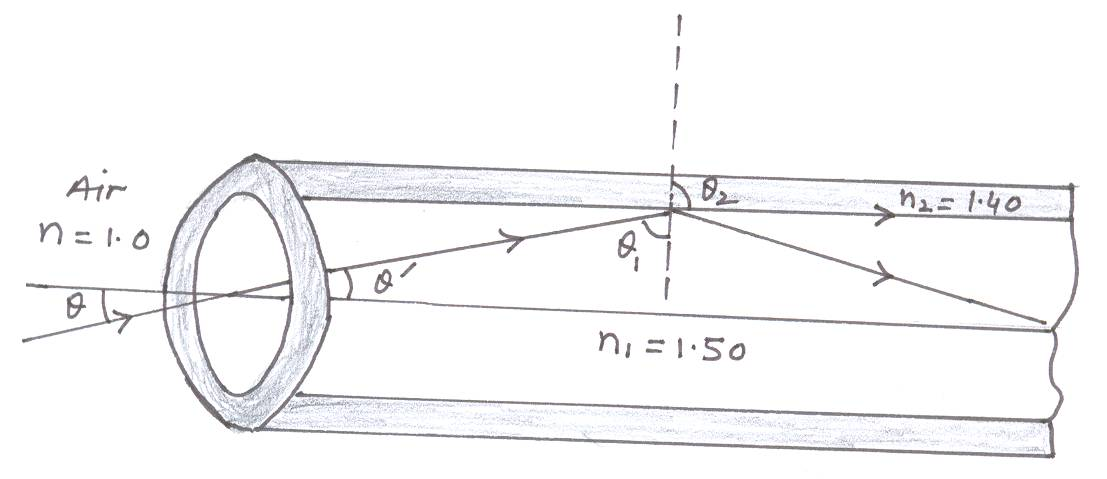 Air
n = 1.0
θ
θ′
θ₁
θ₂
n₂ = 1.40
n₁ = 1.50